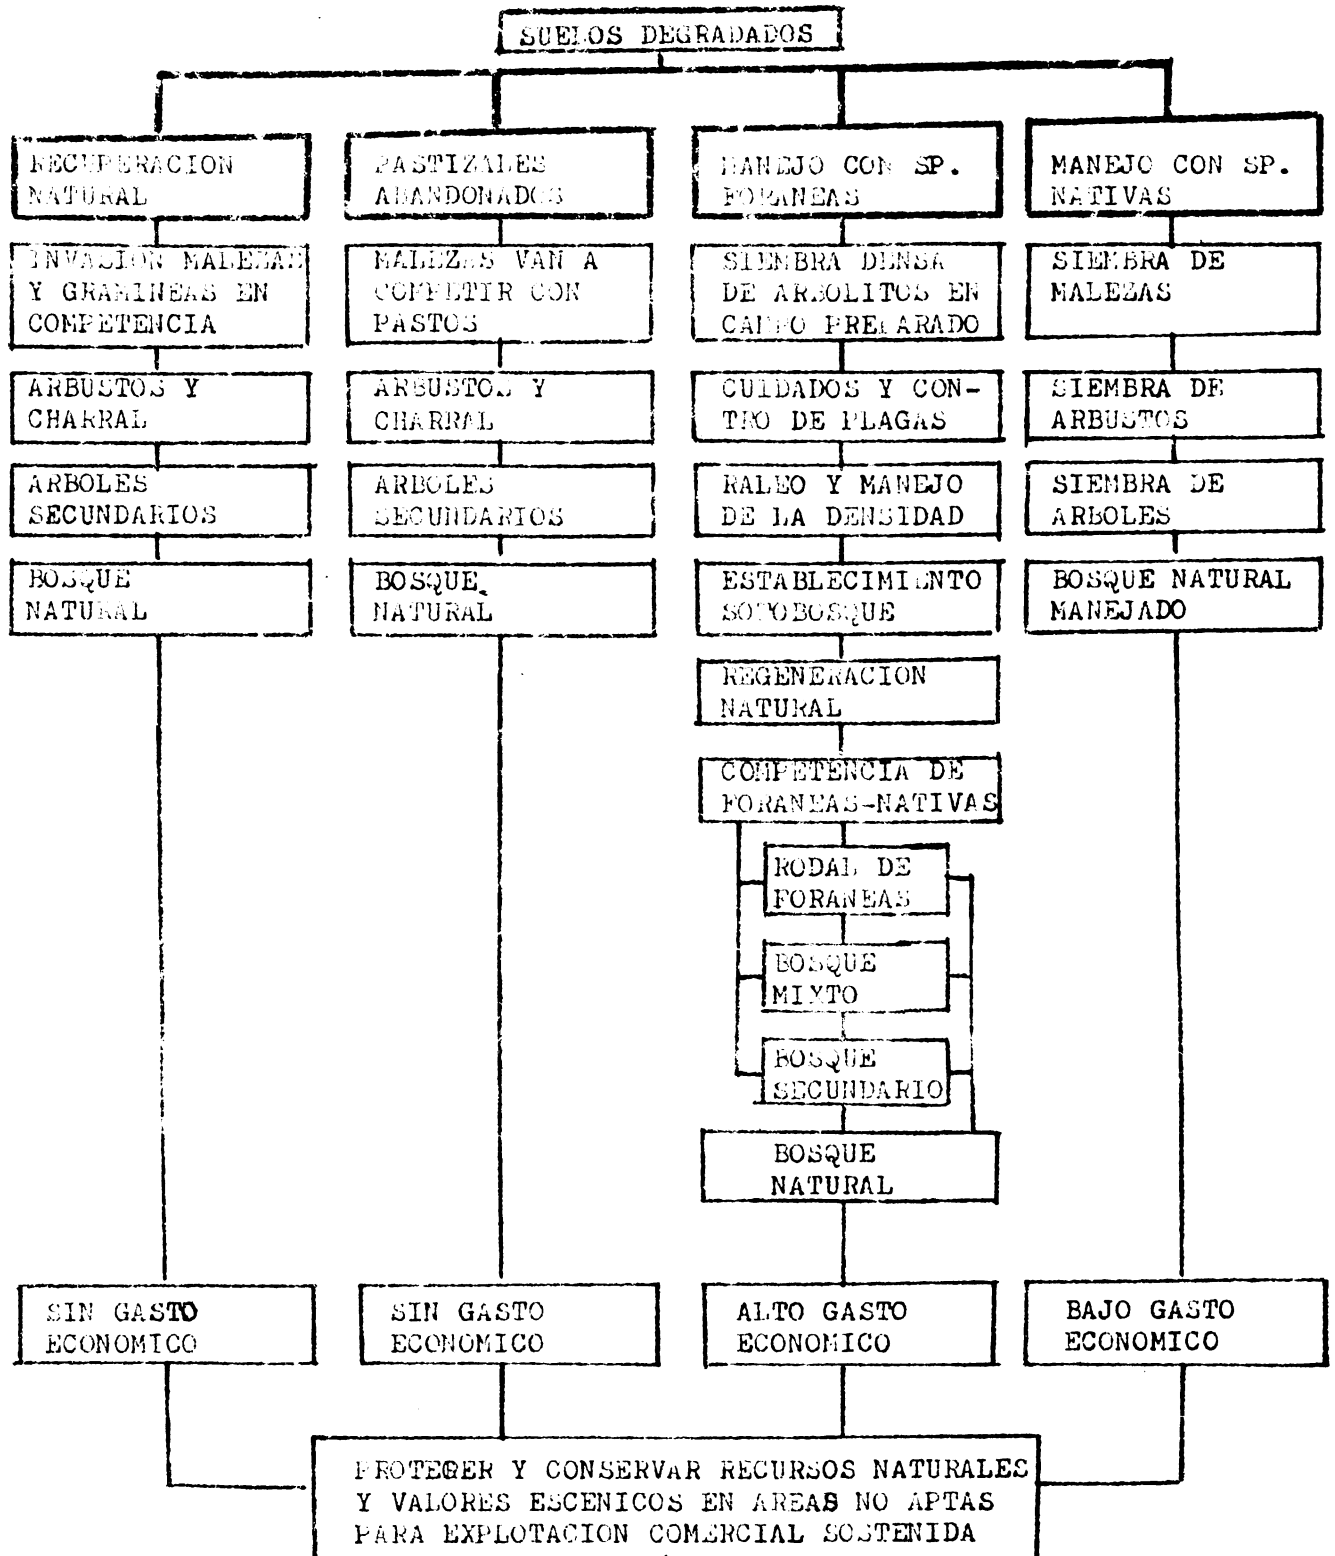 SUELOS DEGRADADOS
RECUPERACION
NATURAL
INVASION MALEZAS
Y GRAMINEAS EN
COMPETENCIA
ARBUSTOS Y
CHARRAL
ARBOLES
SECUNDARIOS
BOSQUE
NATURAL
SIN GASTO
ECONOMICO
PASTIZALES
ABANDONADOS
MALEZAS VAN A
COMPETIR CON
PASTOS
ARBUSTOS Y
CHARRAL
ARBOLES
SECUNDARIOS
BOSQUE
NATURAL
SIN GASTO
ECONOMICO
MANEJO CON SP.
FORANEAS
SIEMBRA DENSA
DE ARBOLITOS EN
CAMPO PREPARADO
CUIDADOS Y CON-
TRO DE PLAGAS
RALEO Y MANEJO
DE LA DENSIDAD
ESTABLECIMIENTO
SOTOBOSQUE
REGENERACION
NATURAL
COMPETENCIA DE
FORANEAS-NATIVAS
RODAL DE
FORANEAS
BOSQUE
MIXTO
BOSQUE
SECUNDARIO
BOSQUE
NATURAL
ALTO GASTO
ECONOMICO
MANEJO CON SP.
NATIVAS
SIEMBRA DE
MALEZAS
SIEMBRA DE
ARBUSTOS
SIEMBRA DE
ARBOLES
BOSQUE NATURAL
MANEJADO
BAJO GASTO
ECONOMICO
PROTEGER Y CONSERVAR RECURSOS NATURALES
Y VALORES ESCENICOS EN AREAS NO APTAS
PARA EXPLOTACION COMERCIAL SOSTENIDA